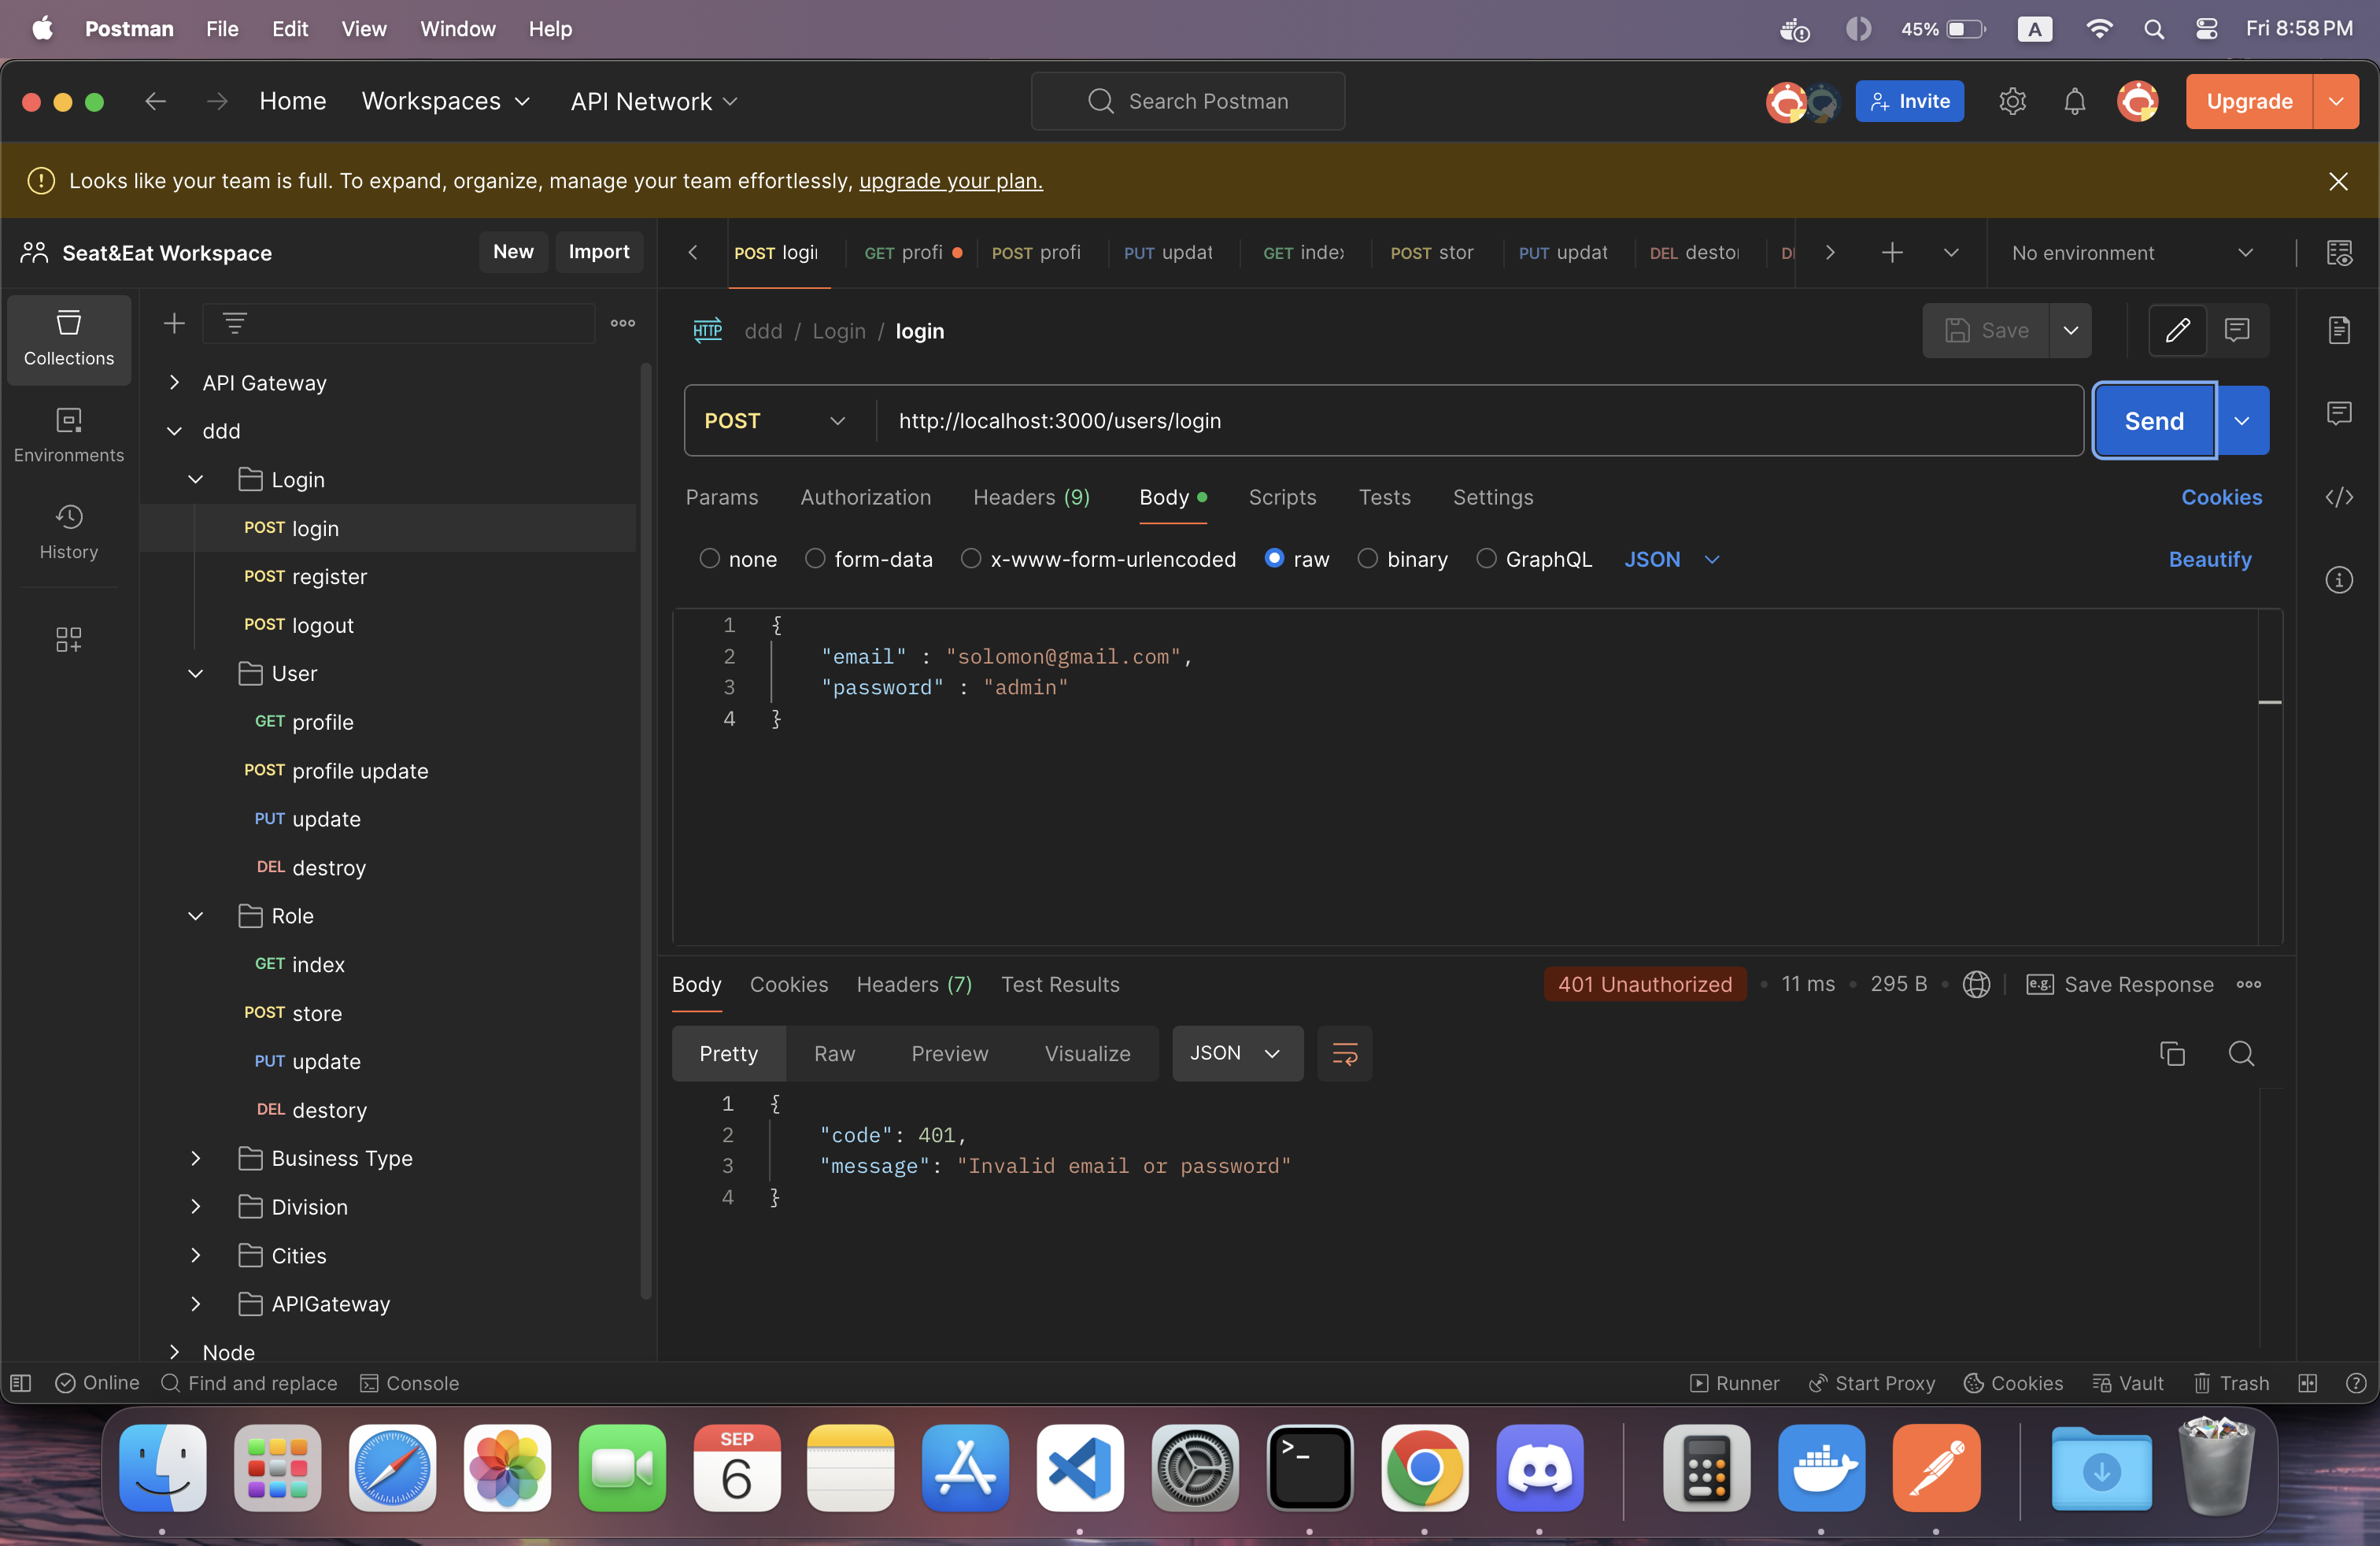 Postman File Edit View Window Help
45% A Fri 8:58 PM
Home Workspaces API Network Search Postman Invite Upgrade
Looks like your team is full. To expand, organize, manage your team effortlessly, upgrade your plan.
Seat&Eat Workspace New Import
POST login GET profi POST profi PUT updat GET index POST stor PUT updat DEL desto No environment
Collections
Environments
History
API Gateway
ddd
Login
POST login
POST register
POST logout
User
GET profile
POST profile update
PUT update
DEL destroy
Role
GET index
POST store
PUT update
DEL destory
Business Type
Division
Cities
APIGateway
Node
HTTP ddd / Login / login Save
POST http://localhost:3000/users/login Send
Params Authorization Headers (9) Body Scripts Tests Settings Cookies
none form-data x-www-form-urlencoded raw binary GraphQL JSON Beautify
1 {
2 "email" : "solomon@gmail.com",
3 "password" : "admin"
4 }
Body Cookies Headers (7) Test Results 401 Unauthorized 11 ms 295 B e.g. Save Response
Pretty Raw Preview Visualize JSON
1 {
2 "code": 401,
3 "message": "Invalid email or password"
4 }
Online Find and replace Console Runner Start Proxy Cookies Vault Trash
SEP
6